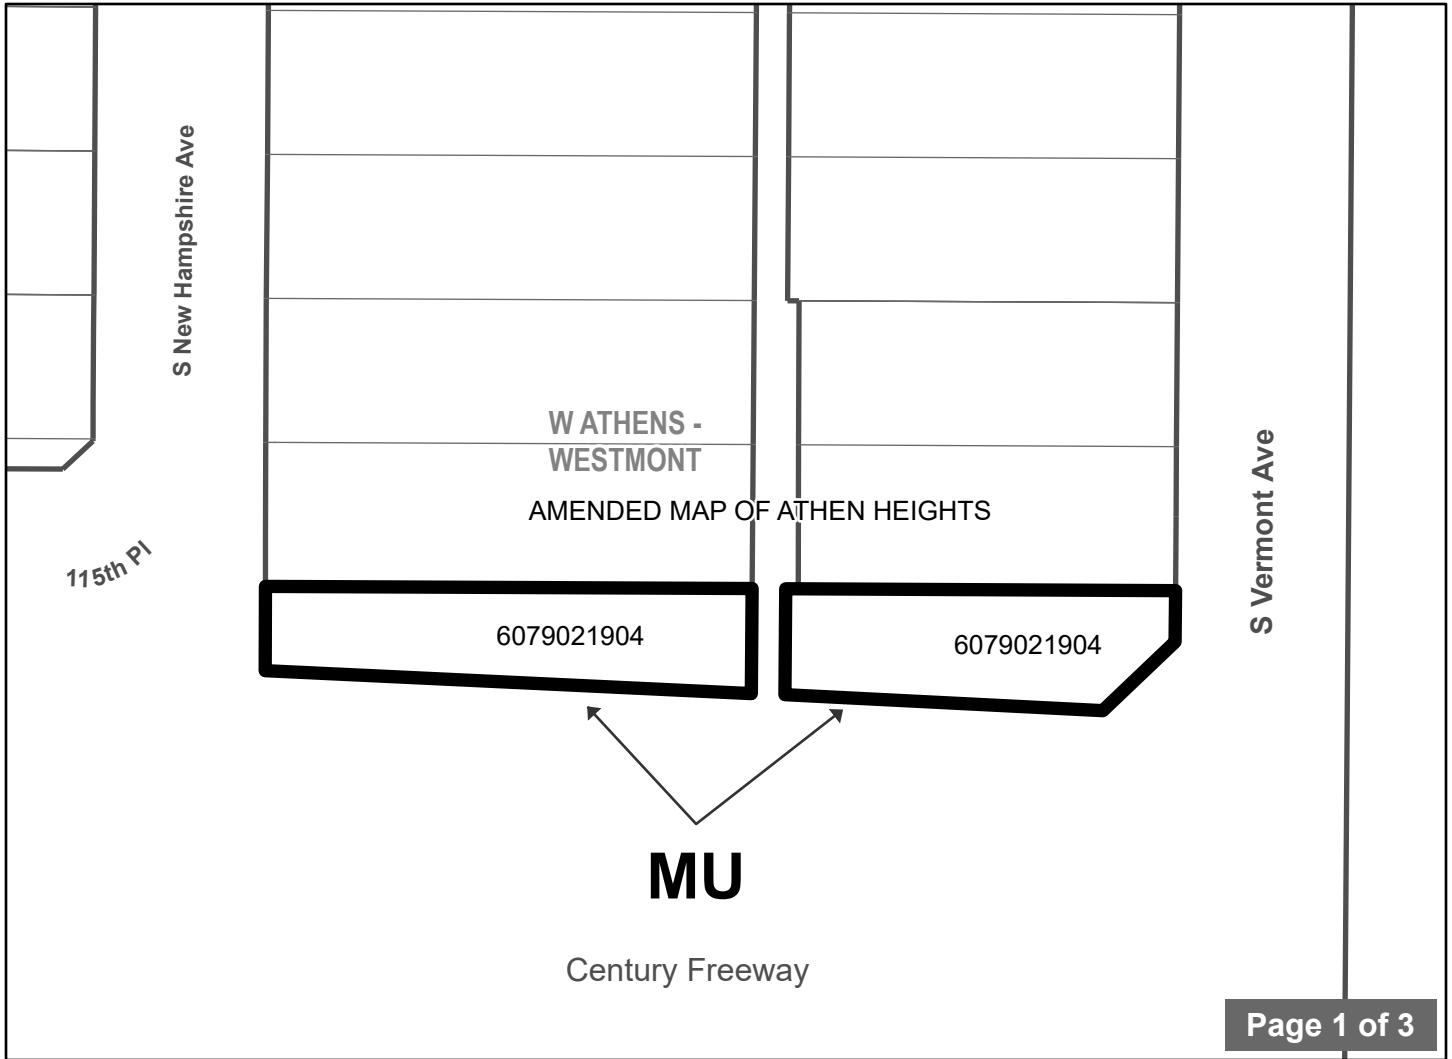 S New Hampshire Ave
W ATHENS -
WESTMONT
AMENDED MAP OF ATHEN HEIGHTS
115th Pl
S Vermont Ave
6079021904
6079021904
MU
Century Freeway
Page 1 of 3